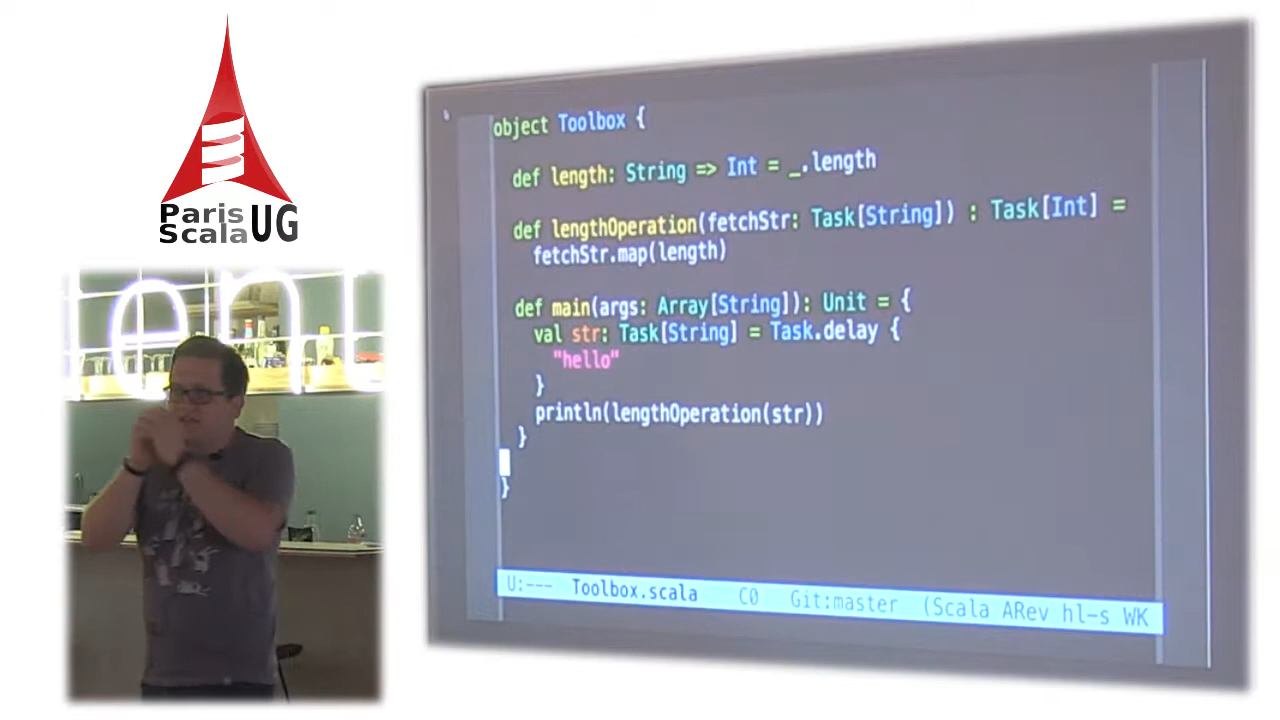 Paris
Scala UG
object Toolbox {
def length: String => Int = _.length
def lengthOperation(fetchStr: Task[String]) : Task[Int] =
fetchStr.map(length)
def main(args: Array[String]): Unit = {
val str: Task[String] = Task.delay {
"hello"
}
println(lengthOperation(str))
}
}
U:--- Toolbox.scala C0 Git:master (Scala ARev hl-s WK